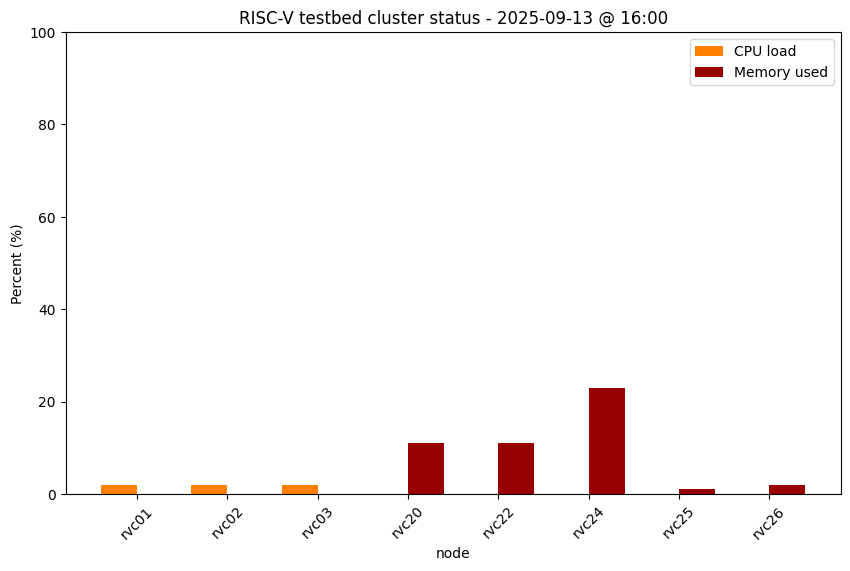 RISC-V testbed cluster status - 2025-09-13 @ 16:00
CPU load
Memory used
Percent (%)
100
80
60
40
20
0
rvc01 rvc02 rvc03 rvc20 rvc22 rvc24 rvc25 rvc26
node